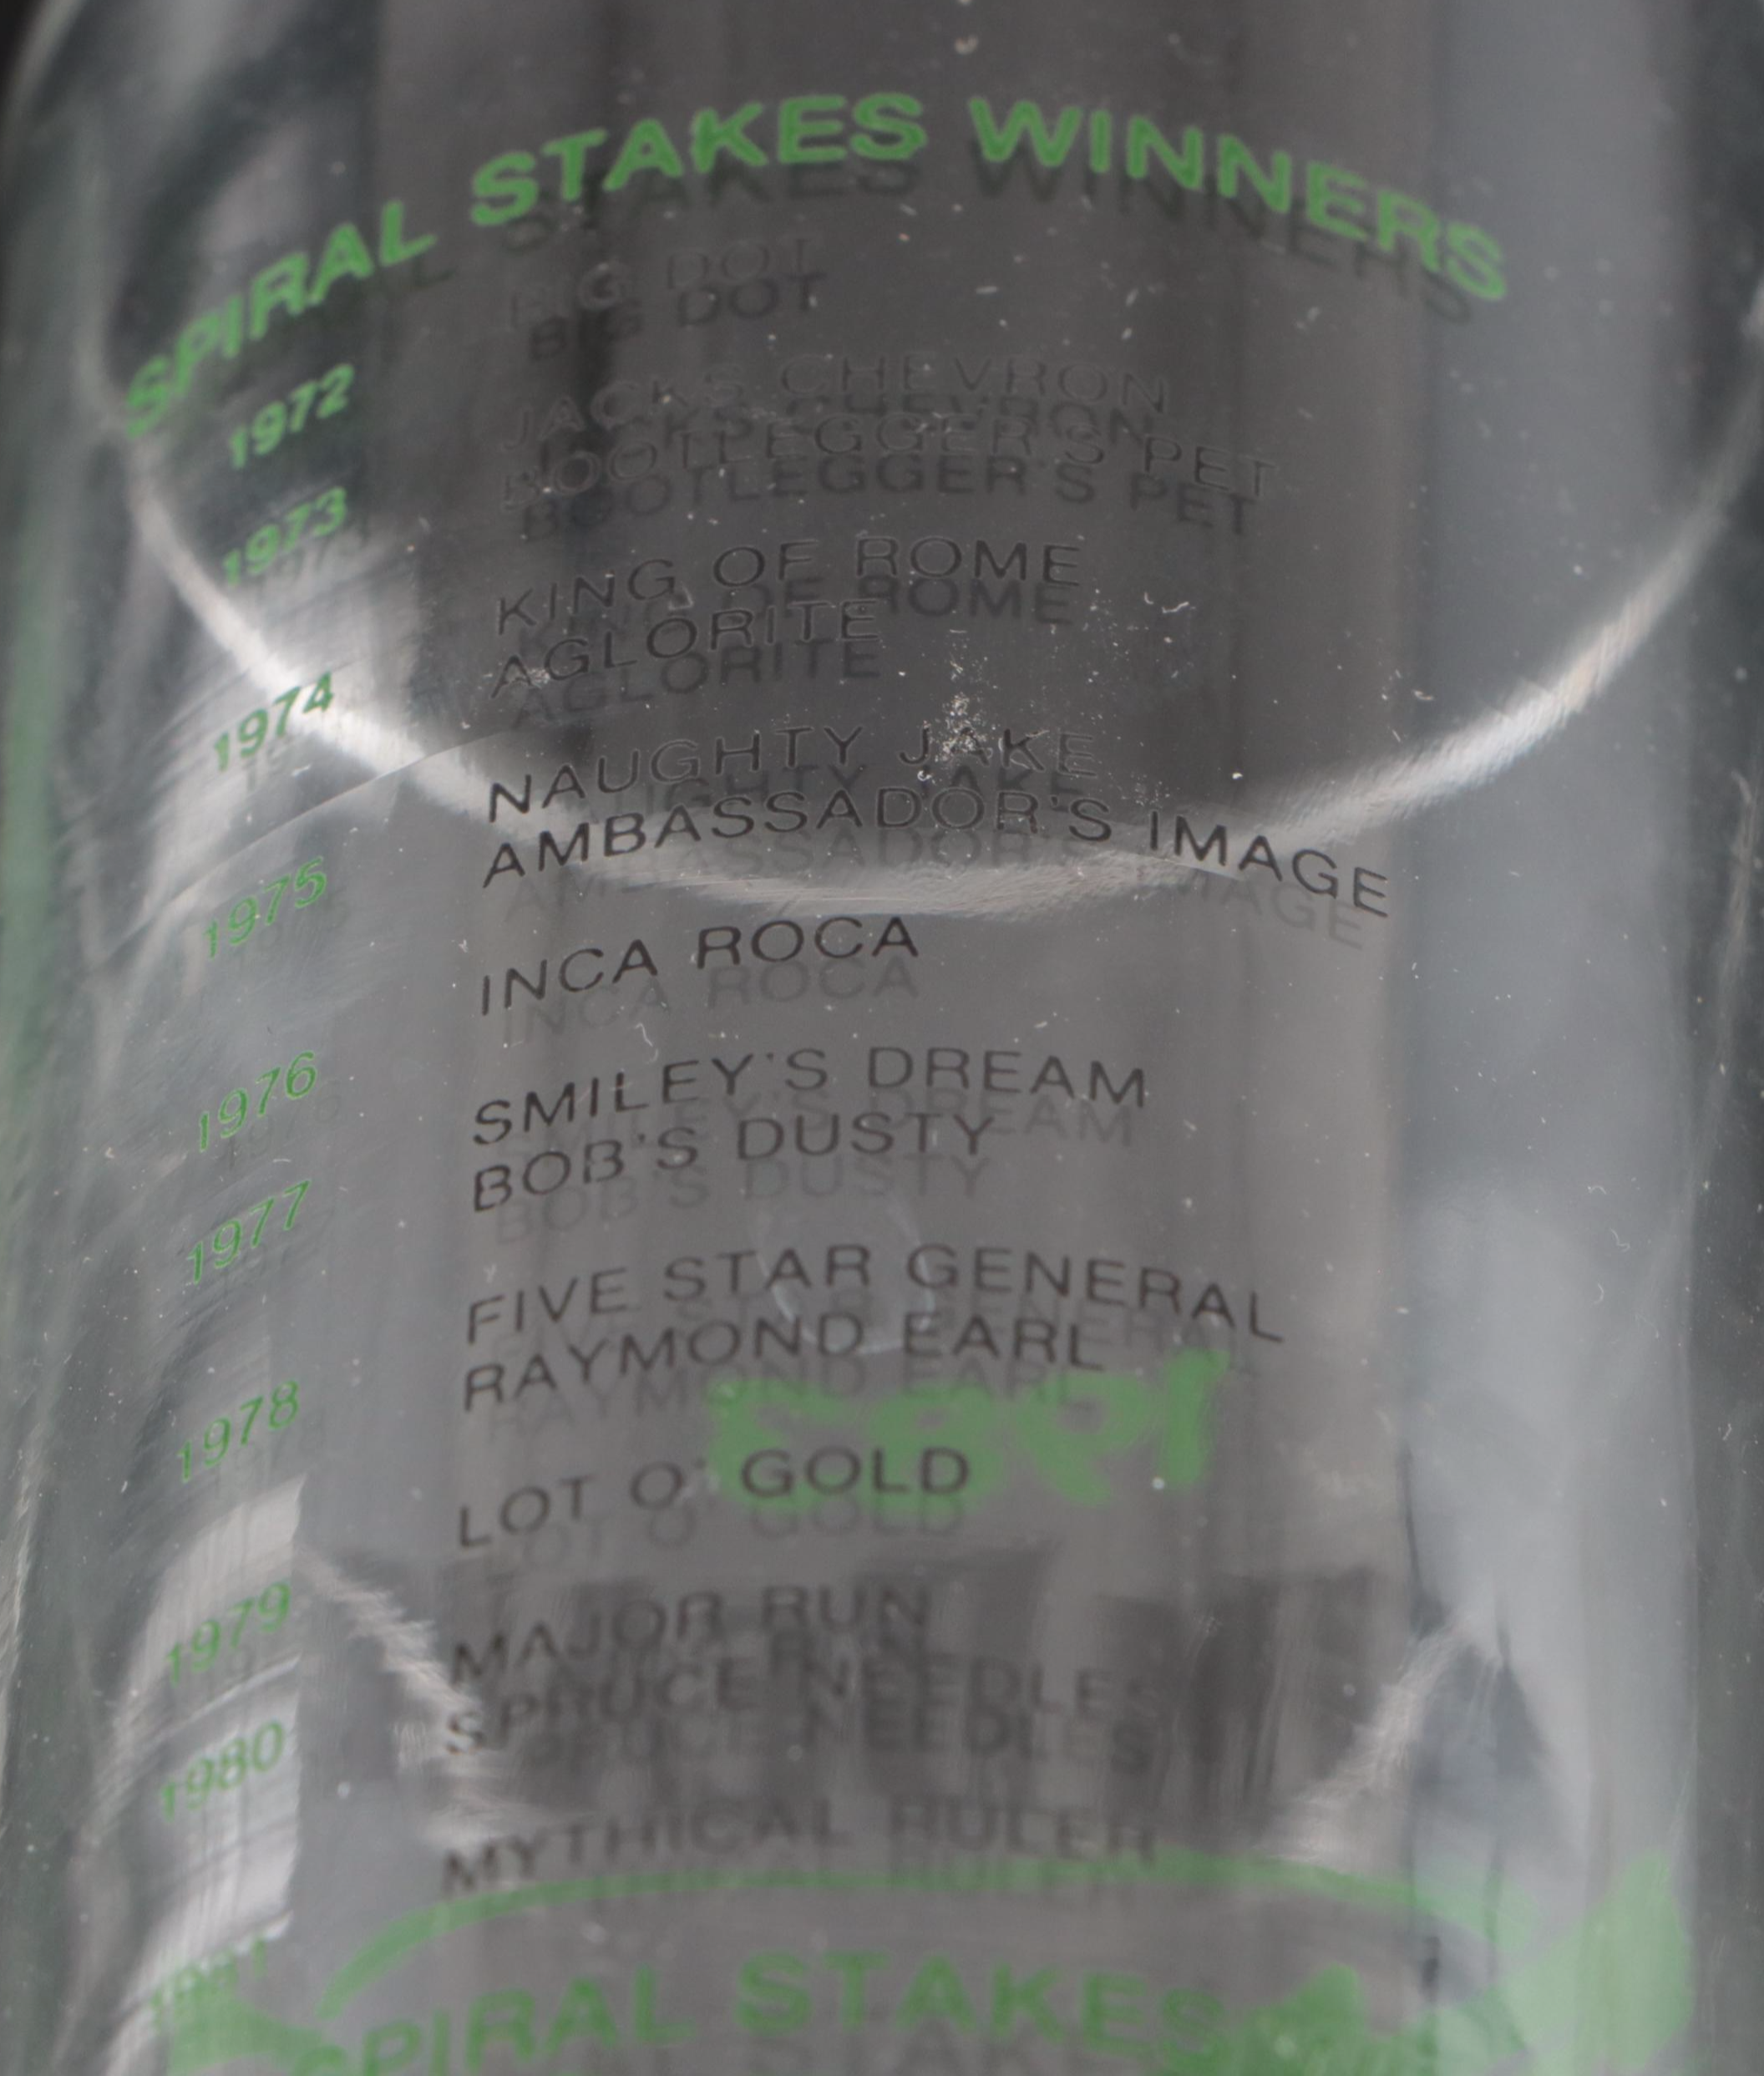 SPIRAL STAKES WINNERS
1972 BIG DOT
1973 JACKS CHEVRON
BOOTLEGGER'S PET
1974 KING OF ROME
AGLORITE
1975 NAUGHTY JAKE
AMBASSADOR'S IMAGE
1976 INCA ROCA
1977 SMILEY'S DREAM
BOB'S DUSTY
1978 FIVE STAR GENERAL
RAYMOND EARL
1979 LOT O' GOLD
1980 MAJOR RUN
SPRUCE NEEDLES
1981 MYTHICAL RULER
SPIRAL STAKES